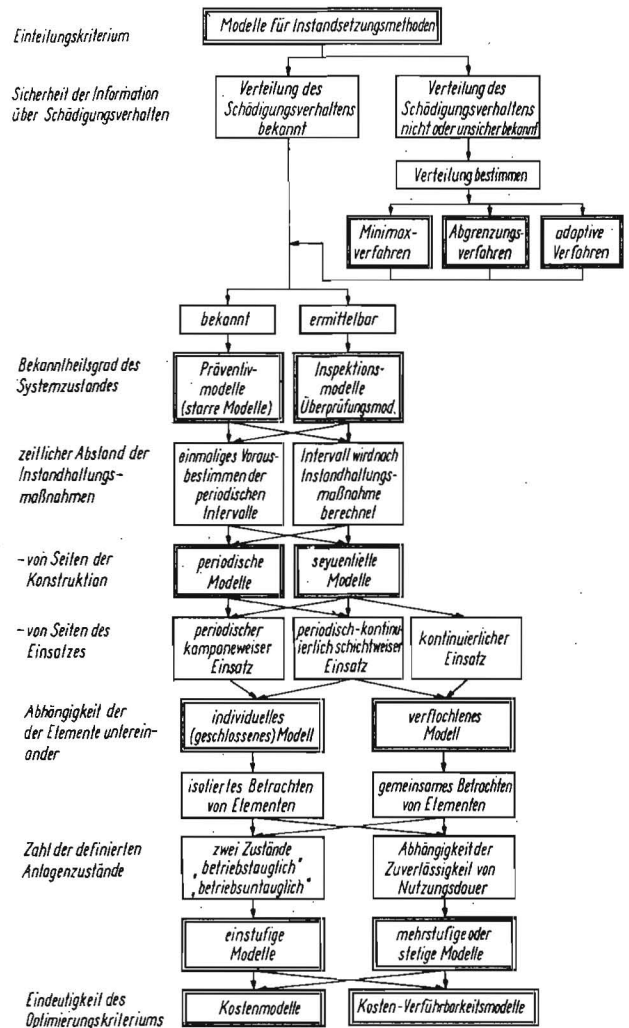 Einteilungskriterium
Modelle für Instandsetzungsmethoden
Sicherheit der Information
über Schädigungsverhalten
Verteilung des
Schädigungsverhaltens
bekannt
Verteilung des
Schädigungsverhaltens
nicht oder unsicher bekannt
Verteilung bestimmen
Minimax-
verfahren
Abgrenzungs-
verfahren
adaptive
Verfahren
bekannt
ermittelbar
Bekanntheitsgrad des
Systemzustandes
Präventiv-
modelle
(starre Modelle)
Inspektions-
modelle
Überprüfungsmod.
zeitlicher Abstand der
Instandhaltungs-
maßnahmen
einmaliges Voraus-
bestimmen der
periodischen
Intervalle
Intervall wird nach
Instandhaltungs-
maßnahme
berechnet
- von Seiten der
Konstruktion
periodische
Modelle
seyuentielle
Modelle
- von Seiten des
Einsatzes
periodischer
kampaneweiser
Einsatz
periodisch-kontinu-
ierlich schichtweiser
Einsatz
kontinuierlicher
Einsatz
Abhängigkeit der
der Elemente unterein-
ander
individuelles
(geschlossenes) Modell
verflochtenes
Modell
isoliertes Betrachten
von Elementen
gemeinsames Betrachten
von Elementen
Zahl der definierten
Anlagenzustände
zwei Zustände
„betriebstauglich"
„betriebsuntauglich"
Abhängigkeit der
Zuverlässigkeit von
Nutzungsdauer
einstufige
Modelle
mehrstufige oder
stetige Modelle
Eindeutigkeit des
Optimierungskriteriums
Kostenmodelle
Kosten-Verführbarkeitsmodelle